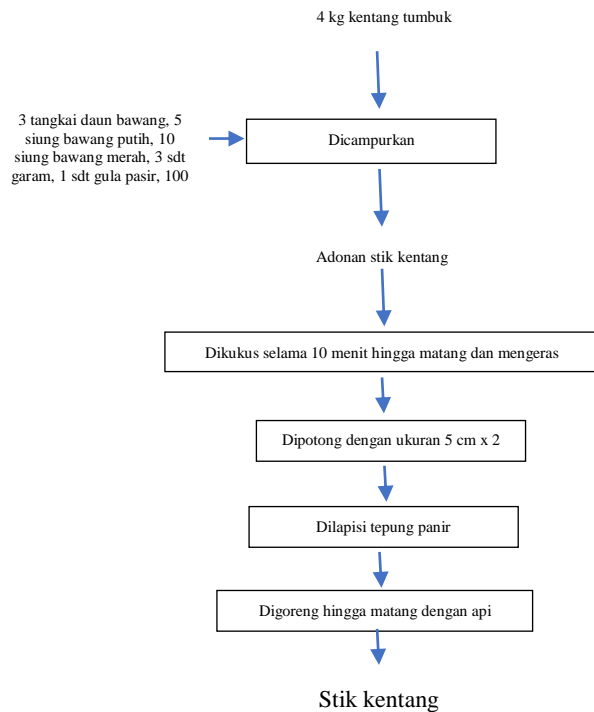 4 kg kentang tumbuk
3 tangkai daun bawang, 5
siung bawang putih, 10
siung bawang merah, 3 sdt
garam, 1 sdt gula pasir, 100
Dicampurkan
Adonan stik kentang
Dikukus selama 10 menit hingga matang dan mengeras
Dipotong dengan ukuran 5 cm x 2
Dilapisi tepung panir
Digoreng hingga matang dengan api
Stik kentang